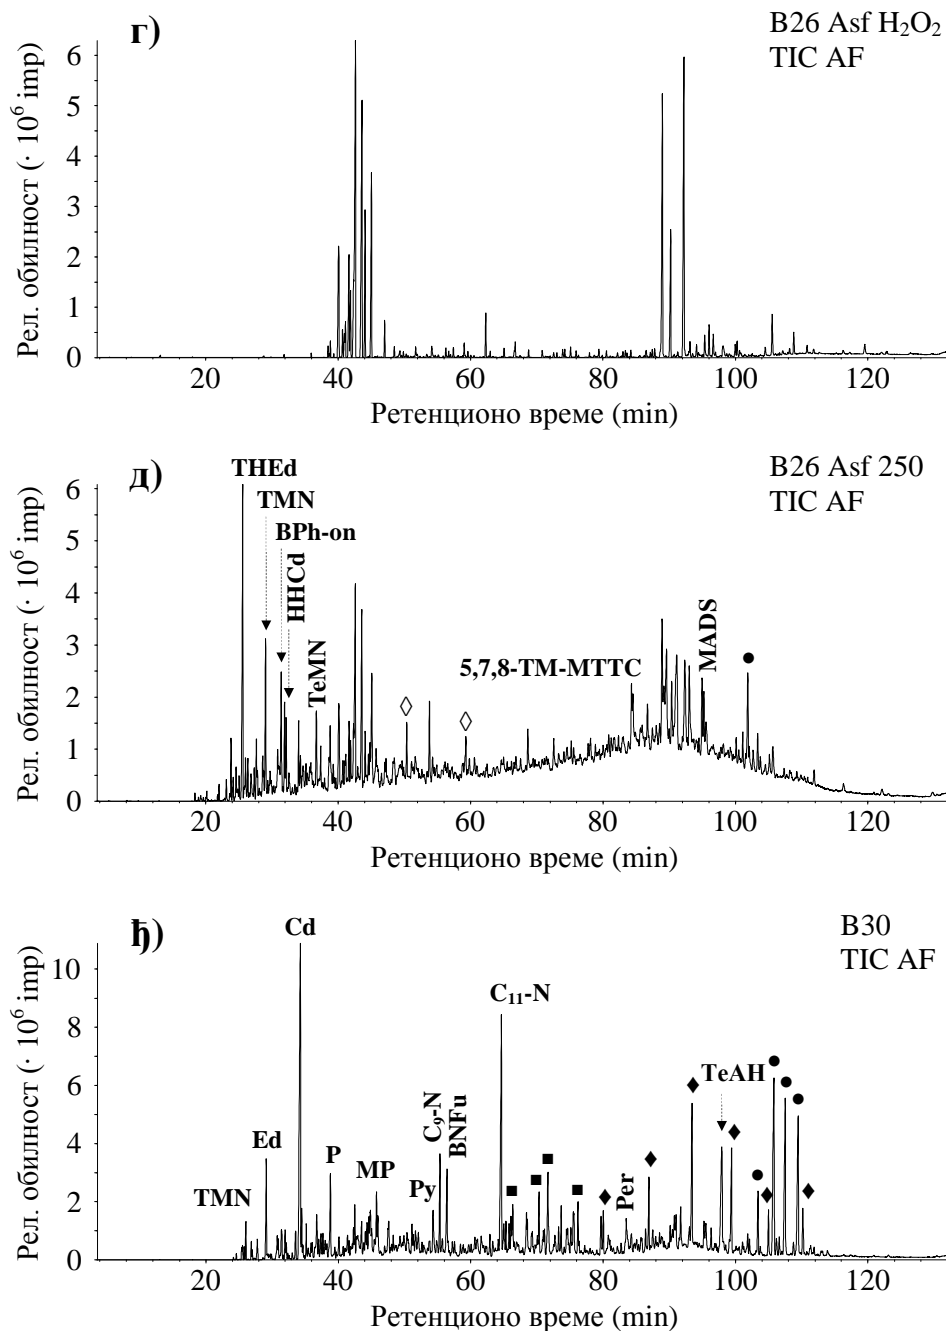 г)
B26 Asf H₂O₂
TIC AF
Рел. обилност (· 10⁶ imp)
6
5
4
3
2
1
0
20 40 60 80 100 120
Ретенционо време (min)
д)
B26 Asf 250
TIC AF
Рел. обилност (· 10⁶ imp)
6
5
4
3
2
1
0
THEd
TMN
BPh-on
HHCd
TeMN
5,7,8-TM-MTTC
MADS
20 40 60 80 100 120
Ретенционо време (min)
ђ)
B30
TIC AF
Рел. обилност (· 10⁶ imp)
10
8
6
4
2
0
Cd
C₁₁-N
TeAH
Ed
P
C₉-N
BNFu
TMN
MP
Py
Per
20 40 60 80 100 120
Ретенционо време (min)